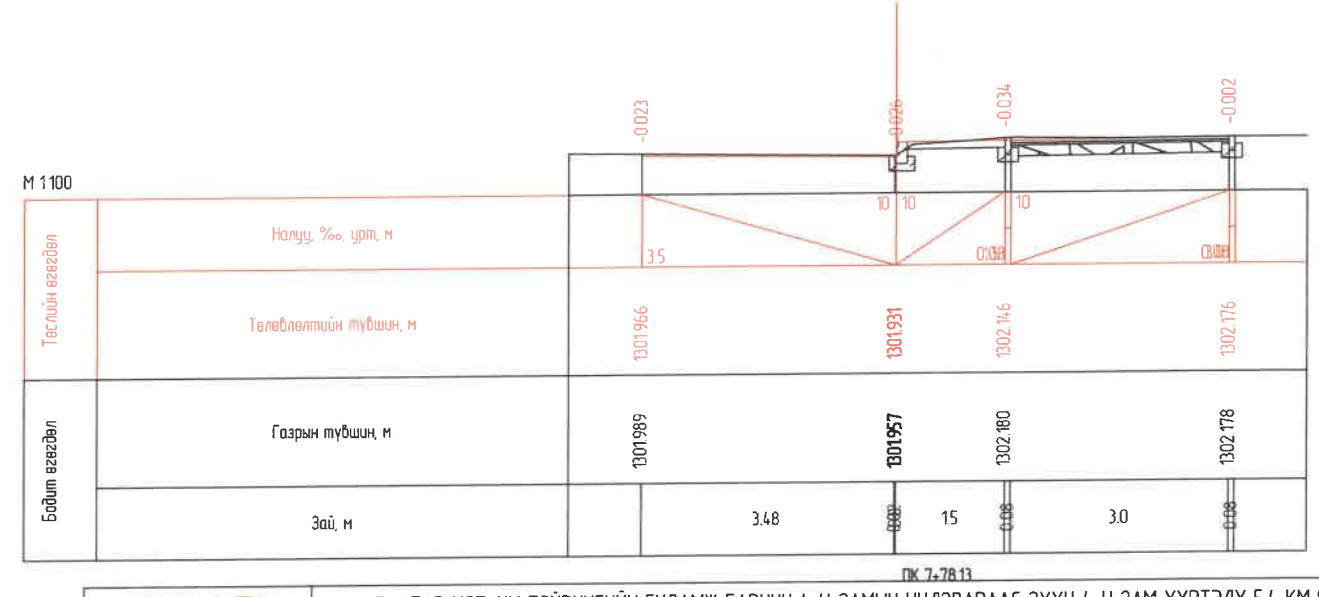 -0.023
-0.026
-0.034
-0.002
М 1:100
Төслийн өгөгдөл
Налуу, ‰, урт, м
10 10 10
3.5
Төлөвлөлтийн түвшин, м
1301.966 1301.931 1302.146 1302.176
Бодит өгөгдөл
Газрын түвшин, м
1301.989 1301.957 1302.180 1302.178
Зай, м
3.48 1.5 0.08 3.0 0.08
ПК 7+78.13